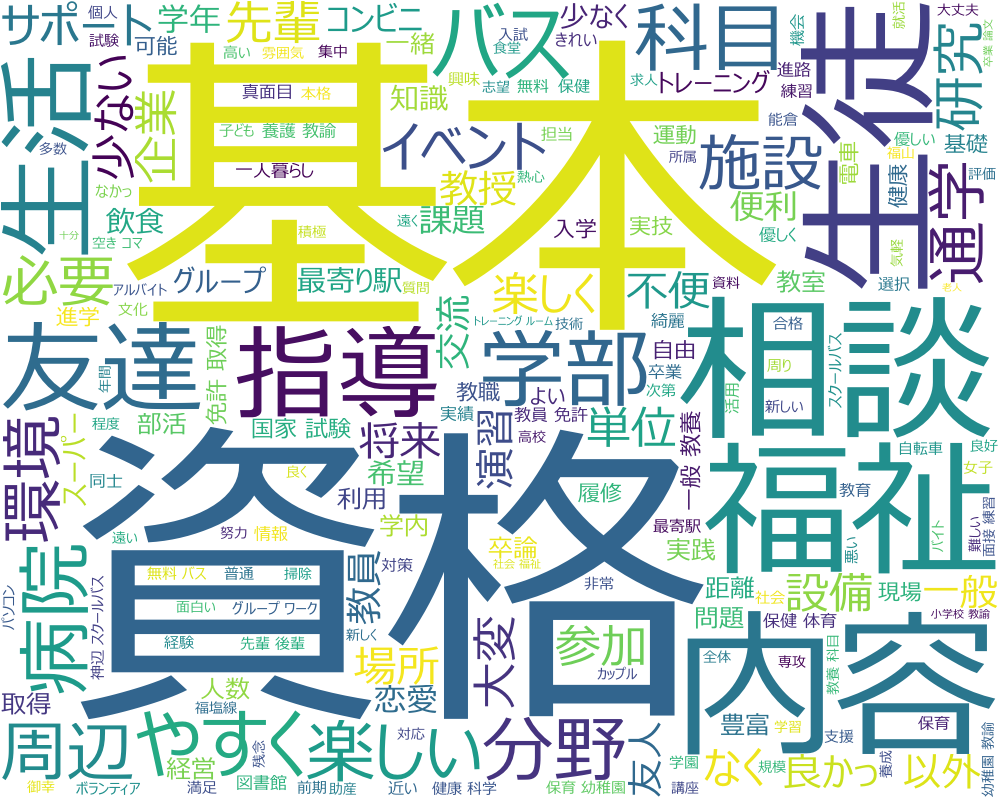 サポート
個人
学年
先輩
コンビニ
少なく
科目
生徒
就活
大丈夫
試験
可能
高い
雰囲気
集中
一緒
バス
入試
食堂
きれい
機会
研究
卒業 論文
生活
基本
少ない
企業
真面目
本格
知識
興味
志望
無料 保健
求人
トレーニング
進路
練習
多数
子ども 養護 教諭
イベント
担当
運動
能倉
優しい
基礎
なかっ
一人暮らし
教授
熱心
施設
所属
電車
福山
健康
評価
飲食
課題
遠く
入学
実技
便利
優しく
気軽
通学
十分
空き コマ
積極
必要
アルバイト
グループ
最寄り駅
質問
楽しく
不便
教室
資料
選択
老人
進学
文化
交流
トレーニング ルーム
技術
綺麗
合格
友達
年間
免許 取得
指導
学部
自由
卒業
次第
周り
活用
新しい
スクールバス
相談
教職
よい
実績
教員 免許
高校
単位
一般 教養
環境
スーパー
程度
部活
国家 試験
将来
演習
自転車
良好
同士
資格
良く
希望
利用
履修
最寄駅
福祉
教育
女子
難しい
面接 練習
病院
遠い
努力
情報
学内
卒論
社会 福祉
実践
悪い
バイト
パソコン
無料 バス
普通
掃除
対策
教員
非常
距離
社会
設備
現場
一般
神辺 スクールバス
面白い
グループ ワーク
新しく
大変
参加
問題
保健 体育
小学校 教諭
経験
先輩 後輩
場所
カップル
全体
専攻
教養 科目
内容
取得
人数
福塩線
恋愛
豊富
学習
保育
周辺
やすく
楽しい
分野
友人
支援
経営
残念
対応
学園
なく
規模
良かっ
養成
以外
幼稚園 教諭
御幸
ボランティア
満足
図書館
前期
助産
近い
健康 科学
保育 幼稚園
講座